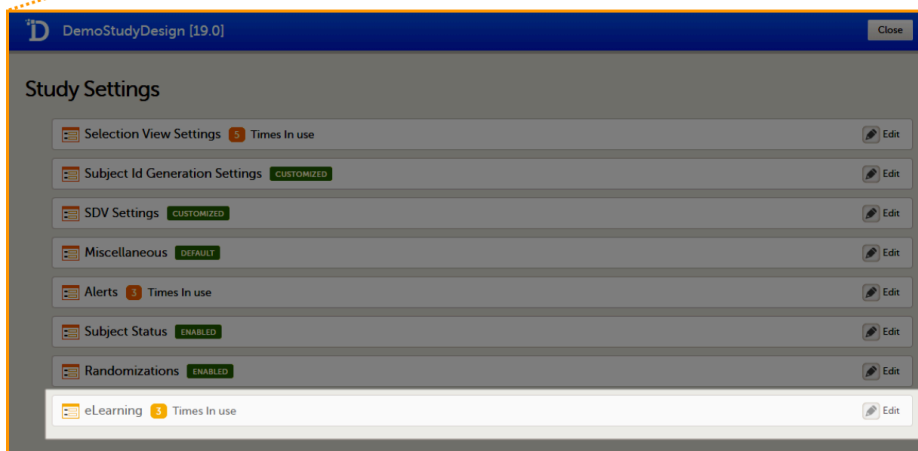 DemoStudyDesign [19.0] Close
Study Settings
Selection View Settings 5 Times In use Edit
Subject Id Generation Settings CUSTOMIZED Edit
SDV Settings CUSTOMIZED Edit
Miscellaneous DEFAULT Edit
Alerts 3 Times In use Edit
Subject Status ENABLED Edit
Randomizations ENABLED Edit
eLearning 3 Times In use Edit